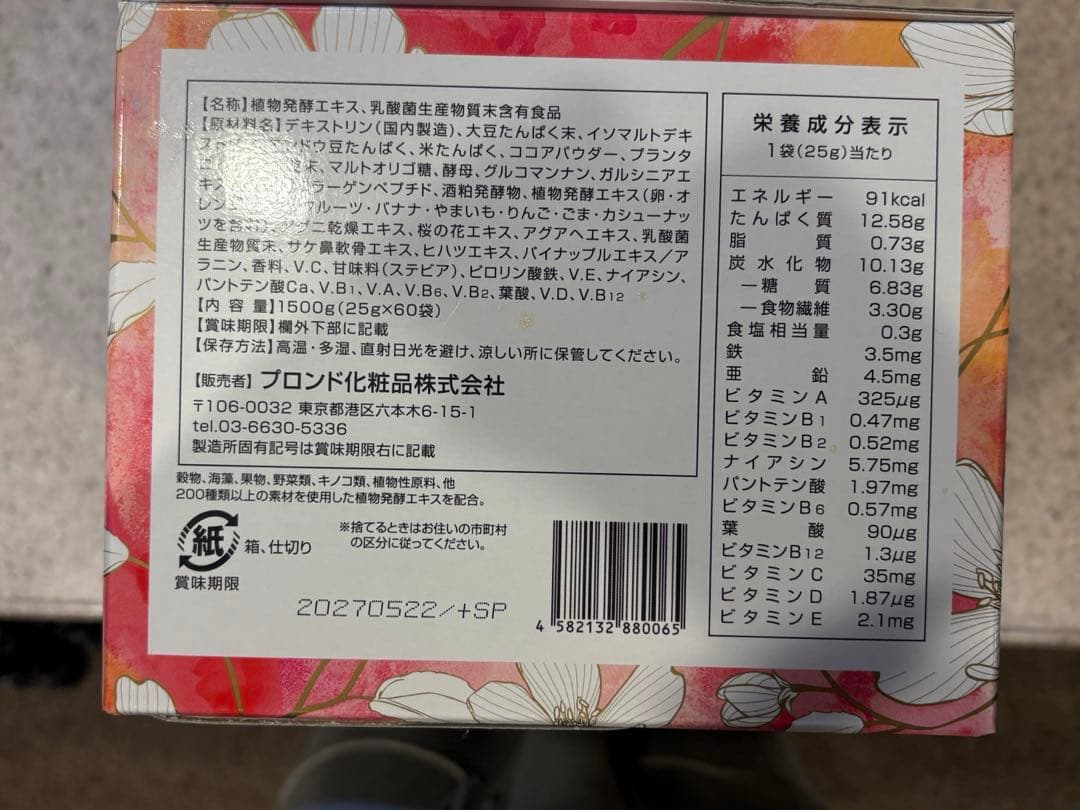 【名称】植物発酵エキス、乳酸菌生産物質末含有食品
【原材料名】デキストリン(国内製造)、大豆たんぱく末、イソマルトデキ
ンドウ豆たんぱく、米たんぱく、ココアパウダー、プランタ
末、マルトオリゴ糖、酵母、グルコマンナン、ガルシニアエ
キス ラーゲンペプチド、酒粕発酵物、植物発酵エキス(卵・オ
レン フルーツ・バナナ・やまいも・りんご・ごま・カシューナッ
ツを含む)、マグニ乾燥エキス、桜の花エキス、アグアヘエキス、乳酸菌
生産物質末、サケ鼻軟骨エキス、ヒハツエキス、パイナップルエキス/ア
ラニン、香料、V.C、甘味料(ステビア)、ピロリン酸鉄、V.E、ナイアシン、
パントテン酸Ca、V.B1、V.A、V.B6、V.B2、葉酸、V.D、V.B12
【内 容 量】1500g(25g×60袋)
【賞味期限】欄外下部に記載
【保存方法】高温・多湿、直射日光を避け、涼しい所に保管してください。
【販売者】プロンド化粧品株式会社
〒106-0032 東京都港区六本木6-15-1
tel.03-6630-5336
製造所固有記号は賞味期限右に記載
穀物、海藻、果物、野菜類、キノコ類、植物性原料、他
200種類以上の素材を使用した植物発酵エキスを配合。
紙
箱、仕切り
※捨てるときはお住いの市町村
の区分に従ってください。
賞味期限
20270522/+SP
4 582132 880065
栄養成分表示
1袋(25g)当たり
エネルギー 91kcal
たんぱく質 12.58g
脂質 0.73g
炭水化物 10.13g
―糖質 6.83g
―食物繊維 3.30g
食塩相当量 0.3g
鉄 3.5mg
亜鉛 4.5mg
ビタミンA 325μg
ビタミンB1 0.47mg
ビタミンB2 0.52mg
ナイアシン 5.75mg
パントテン酸 1.97mg
ビタミンB6 0.57mg
葉酸 90μg
ビタミンB12 1.3μg
ビタミンC 35mg
ビタミンD 1.87μg
ビタミンE 2.1mg